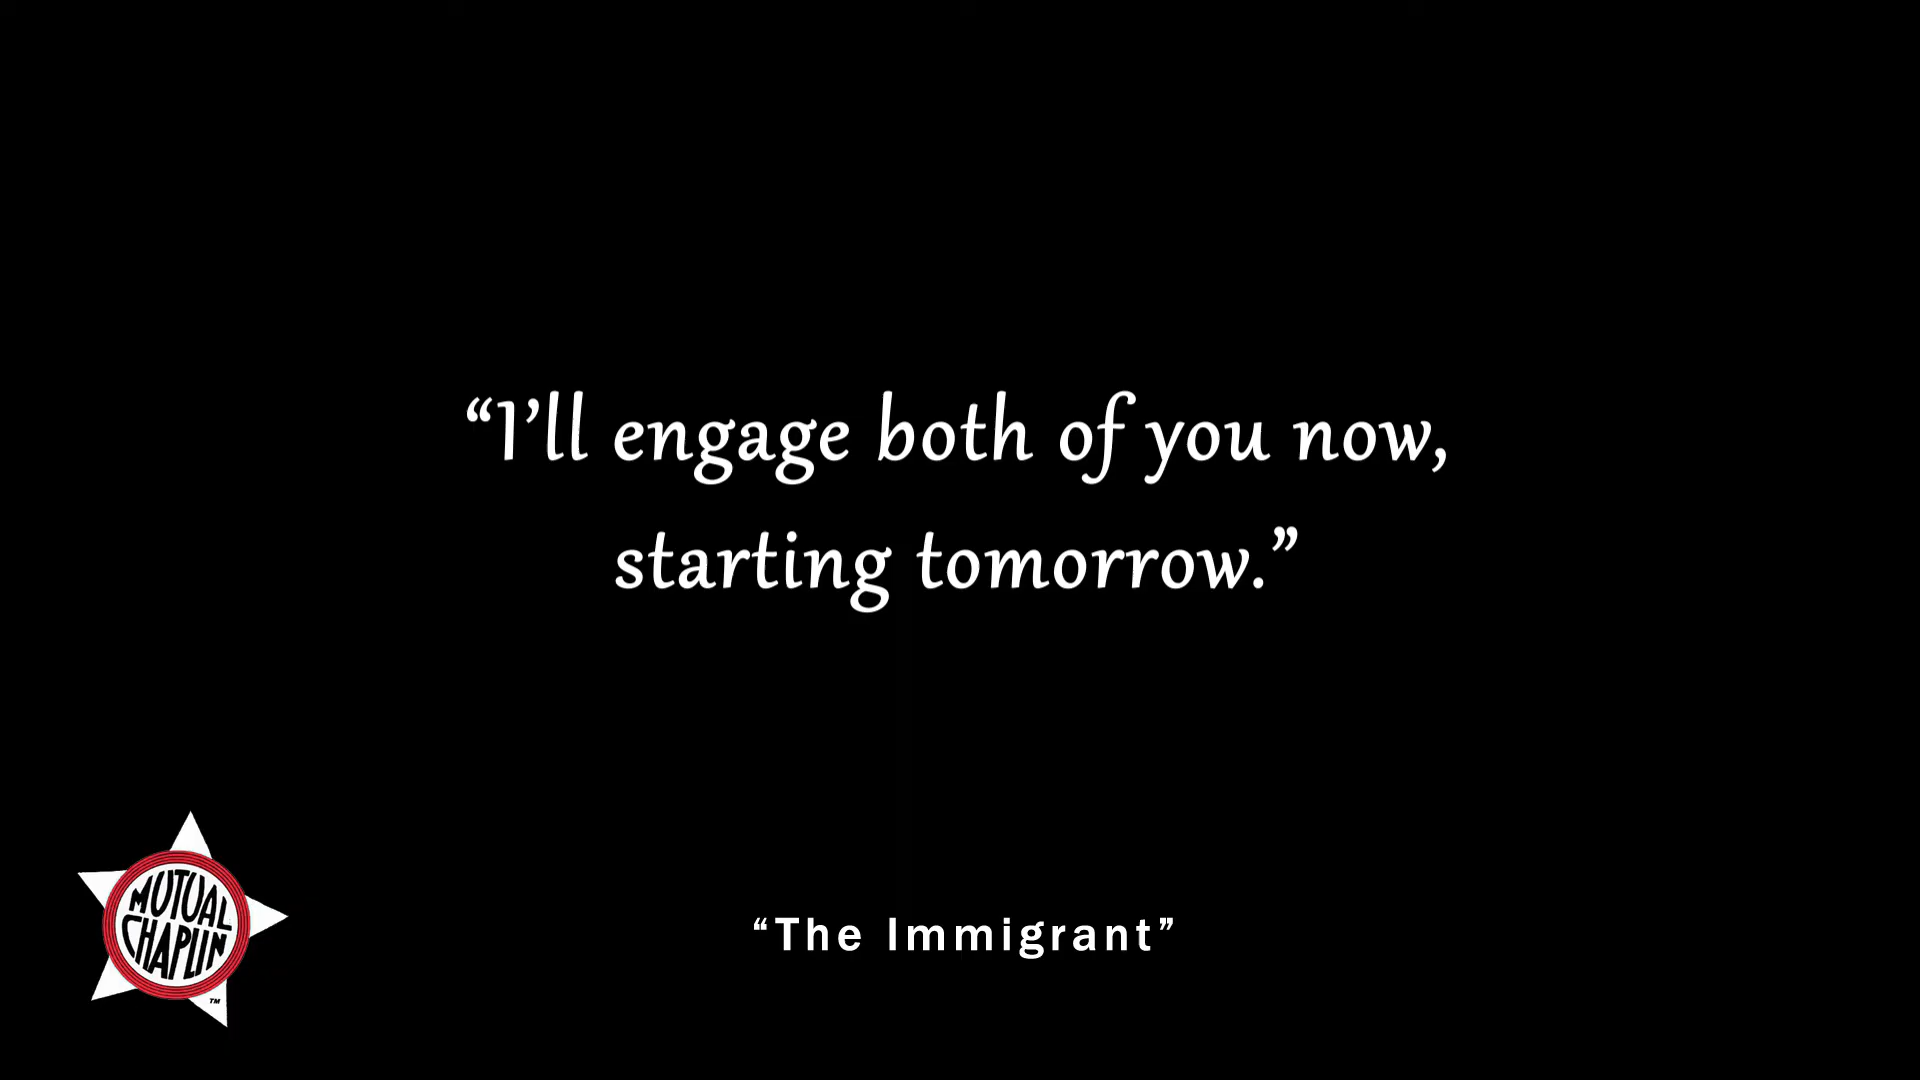 “I’ll engage both of you now,
starting tomorrow.”
MUTUAL
CHAPLIN
TM
“The Immigrant”